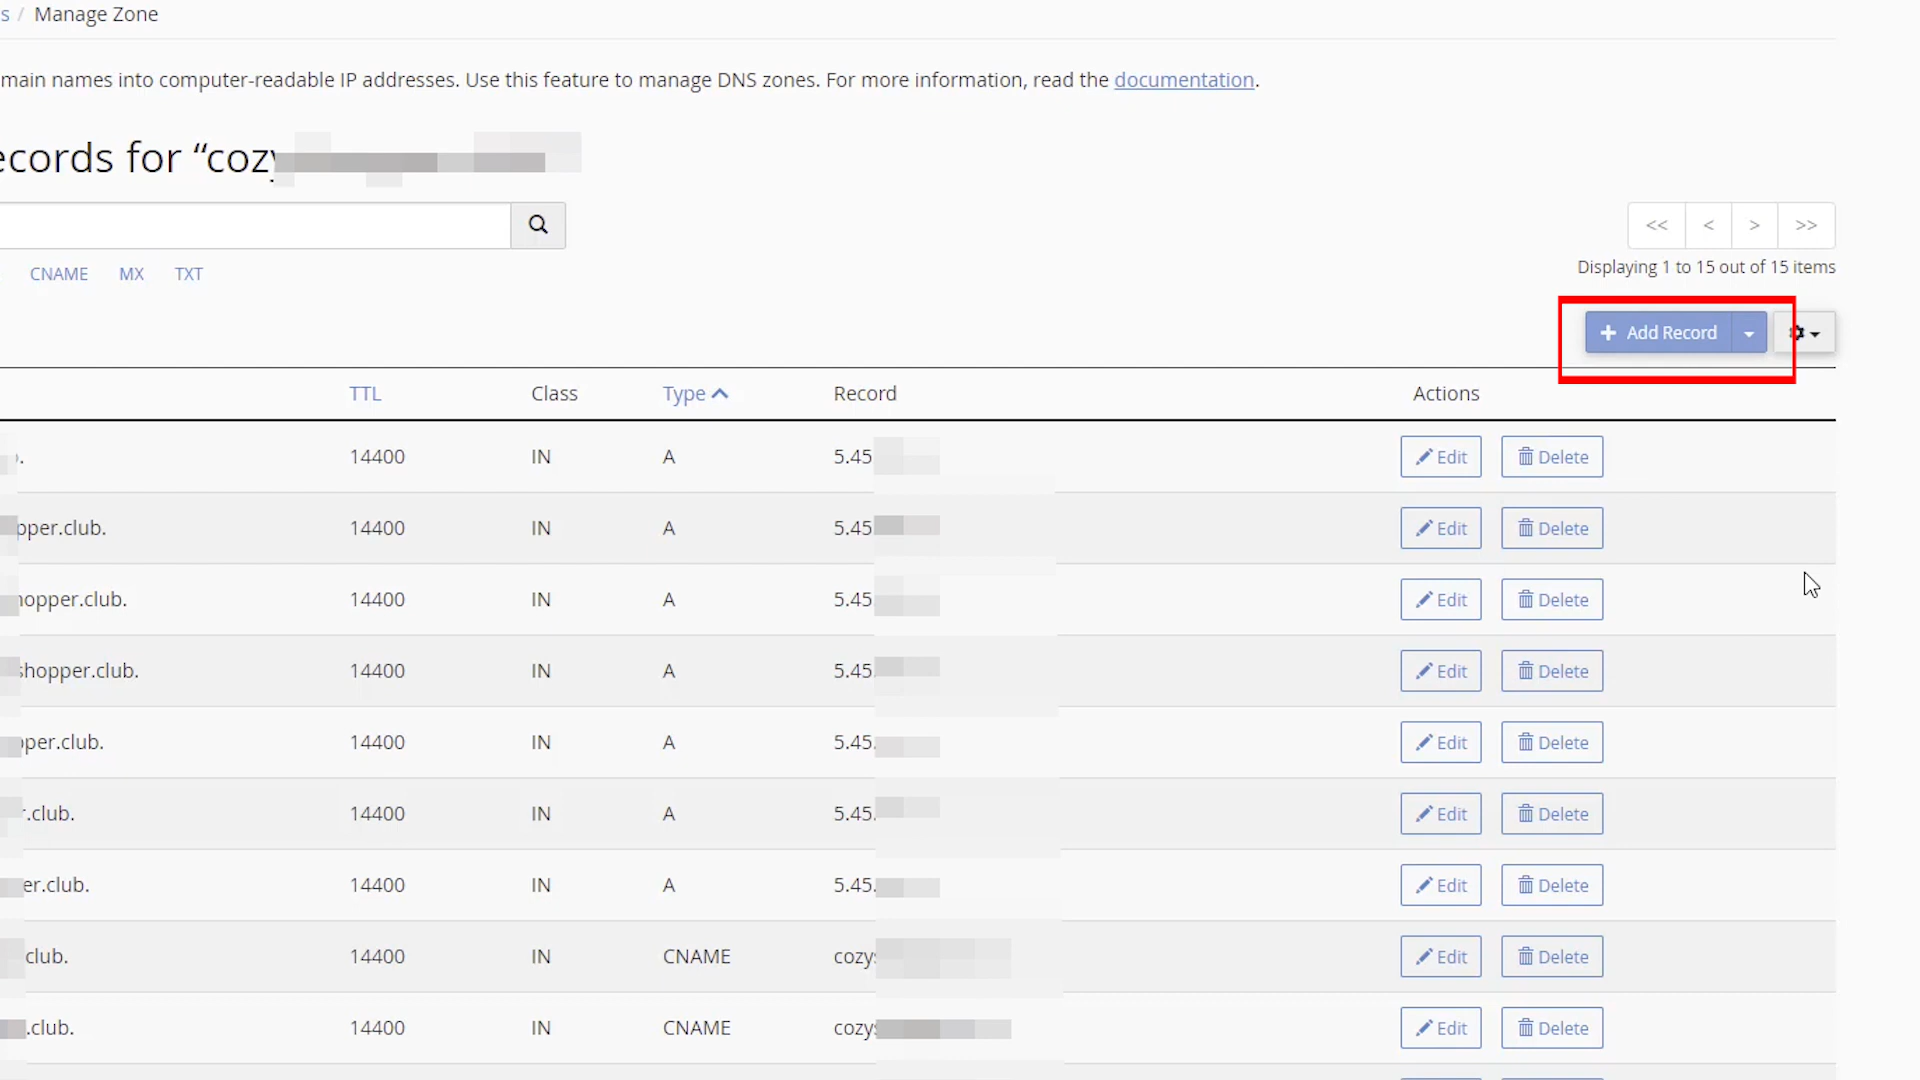 s / Manage Zone
main names into computer-readable IP addresses. Use this feature to manage DNS zones. For more information, read the documentation.
ecords for “cozy
<< < > >>
CNAME MX TXT
Displaying 1 to 15 out of 15 items
Add Record
TTL Class Type Record Actions
. 14400 IN A 5.45 Edit Delete
pper.club. 14400 IN A 5.45 Edit Delete
hopper.club. 14400 IN A 5.45 Edit Delete
shopper.club. 14400 IN A 5.45. Edit Delete
pper.club. 14400 IN A 5.45. Edit Delete
r.club. 14400 IN A 5.45. Edit Delete
er.club. 14400 IN A 5.45. Edit Delete
club. 14400 IN CNAME cozys Edit Delete
.club. 14400 IN CNAME cozys Edit Delete